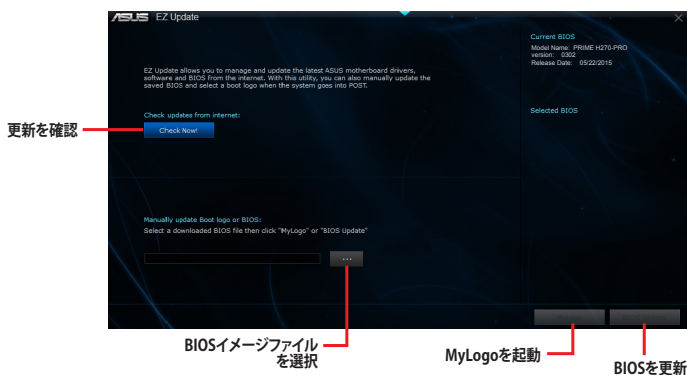 ASUS EZ Update
Current BIOS
Model Name: PRIME H270-PRO
version: 0302
Release Date: 05/22/2015
EZ Update allows you to manage and update the latest ASUS motherboard drivers,
software and BIOS from the internet. With this utility, you can also manually update the
saved BIOS and select a boot logo when the system goes into POST.
Check updates from internet:
Selected BIOS
更新を確認
Check Now!
Manually update Boot logo or BIOS:
Select a downloaded BIOS file then click "MyLogo" or "BIOS Update"
...
BIOSイメージファイル
を選択
MyLogoを起動
BIOSを更新